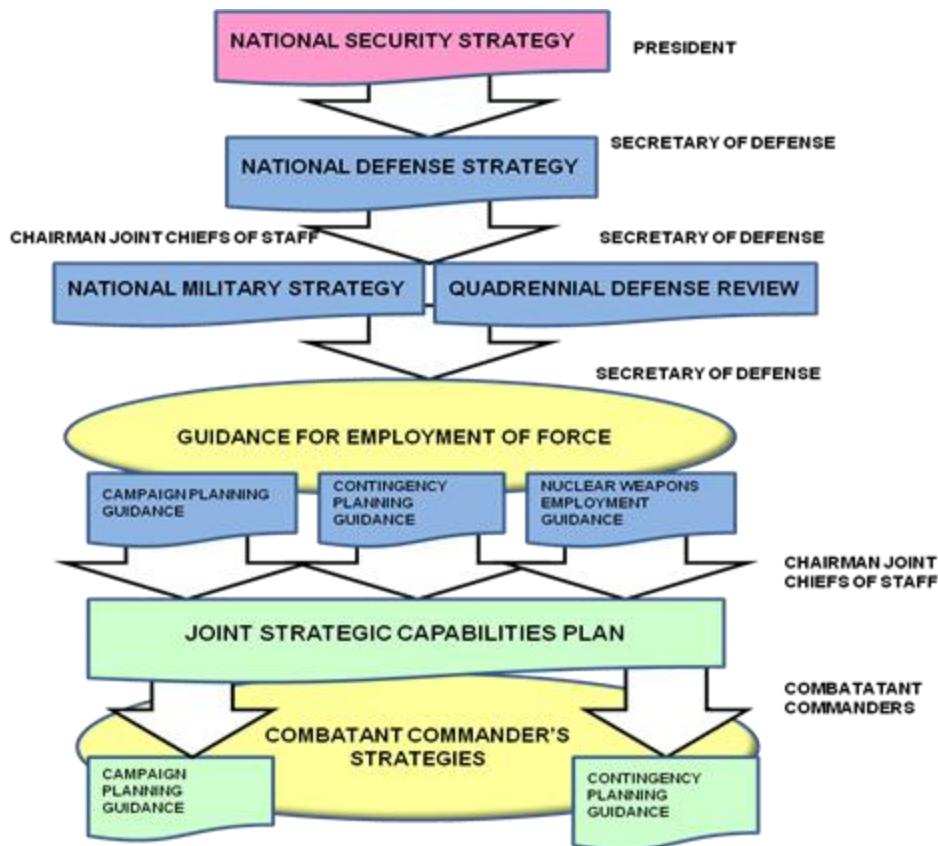 NATIONAL SECURITY STRATEGY
PRESIDENT
SECRETARY OF DEFENSE
NATIONAL DEFENSE STRATEGY
CHAIRMAN JOINT CHIEFS OF STAFF
SECRETARY OF DEFENSE
NATIONAL MILITARY STRATEGY
QUADRENNIAL DEFENSE REVIEW
SECRETARY OF DEFENSE
GUIDANCE FOR EMPLOYMENT OF FORCE
CAMPAIGN PLANNING
GUIDANCE
CONTINGENCY
PLANNING
GUIDANCE
NUCLEAR WEAPONS
EMPLOYMENT
GUIDANCE
CHAIRMAN JOINT
CHIEFS OF STAFF
JOINT STRATEGIC CAPABILITIES PLAN
COMBATATANT
COMMANDERS
COMBATANT COMMANDER'S
STRATEGIES
CAMPAIGN
PLANNING
GUIDANCE
CONTINGENCY
PLANNING
GUIDANCE